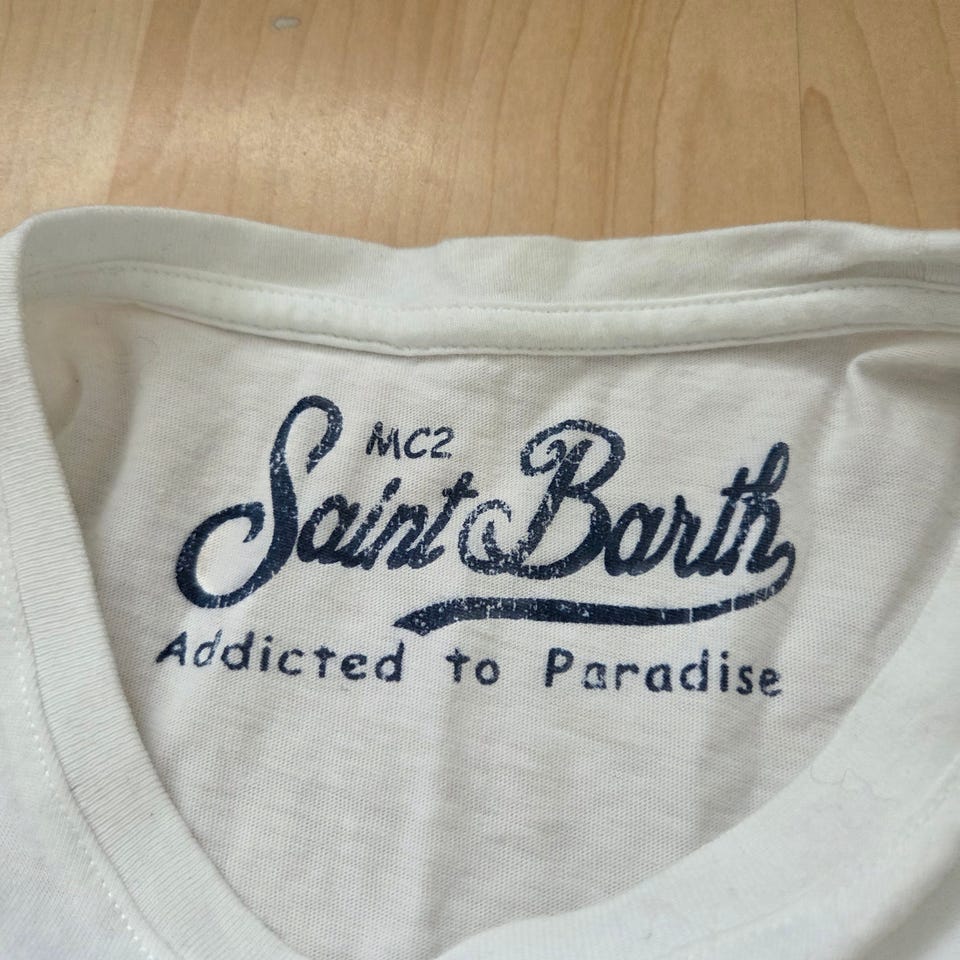 MC2
Saint Barth
Addicted to Paradise